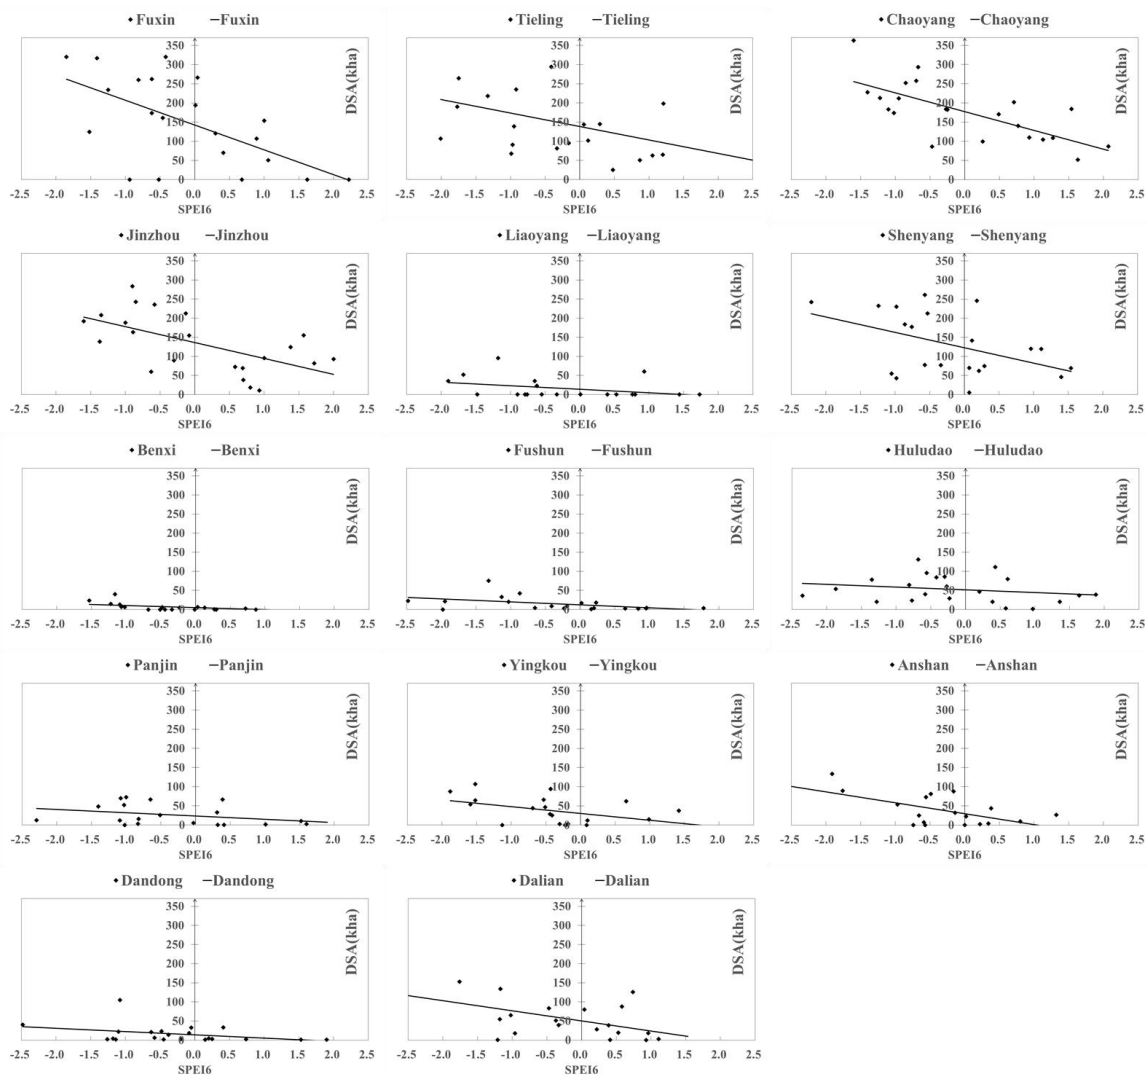 Fuxin —Fuxin
350
300
250
200
150
100
50
0
DSA(kha)
-2.5 -2.0 -1.5 -1.0 -0.5 0.0 0.5 1.0 1.5 2.0 2.5
SPEI6
Tieling —Tieling
350
300
250
200
150
100
50
0
DSA(kha)
-2.5 -2.0 -1.5 -1.0 -0.5 0.0 0.5 1.0 1.5 2.0 2.5
SPEI6
Chaoyang —Chaoyang
350
300
250
200
150
100
50
0
DSA(kha)
-2.5 -2.0 -1.5 -1.0 -0.5 0.0 0.5 1.0 1.5 2.0 2.5
SPEI6
Jinzhou —Jinzhou
350
300
250
200
150
100
50
0
DSA(kha)
-2.5 -2.0 -1.5 -1.0 -0.5 0.0 0.5 1.0 1.5 2.0 2.5
SPEI6
Liaoyang —Liaoyang
350
300
250
200
150
100
50
0
DSA(kha)
-2.5 -2.0 -1.5 -1.0 -0.5 0.0 0.5 1.0 1.5 2.0 2.5
SPEI6
Shenyang —Shenyang
350
300
250
200
150
100
50
0
DSA(kha)
-2.5 -2.0 -1.5 -1.0 -0.5 0.0 0.5 1.0 1.5 2.0 2.5
SPEI6
Benxi —Benxi
350
300
250
200
150
100
50
0
DSA(kha)
-2.5 -2.0 -1.5 -1.0 -0.5 0.0 0.5 1.0 1.5 2.0 2.5
SPEI6
Fushun —Fushun
350
300
250
200
150
100
50
0
DSA(kha)
-2.5 -2.0 -1.5 -1.0 -0.5 0.0 0.5 1.0 1.5 2.0 2.5
SPEI6
Huludao —Huludao
350
300
250
200
150
100
50
0
DSA(kha)
-2.5 -2.0 -1.5 -1.0 -0.5 0.0 0.5 1.0 1.5 2.0 2.5
SPEI6
Panjin —Panjin
350
300
250
200
150
100
50
0
DSA(kha)
-2.5 -2.0 -1.5 -1.0 -0.5 0.0 0.5 1.0 1.5 2.0 2.5
SPEI6
Yingkou —Yingkou
350
300
250
200
150
100
50
0
DSA(kha)
-2.5 -2.0 -1.5 -1.0 -0.5 0.0 0.5 1.0 1.5 2.0 2.5
SPEI6
Anshan —Anshan
350
300
250
200
150
100
50
0
DSA(kha)
-2.5 -2.0 -1.5 -1.0 -0.5 0.0 0.5 1.0 1.5 2.0 2.5
SPEI6
Dandong —Dandong
350
300
250
200
150
100
50
0
DSA(kha)
-2.5 -2.0 -1.5 -1.0 -0.5 0.0 0.5 1.0 1.5 2.0 2.5
SPEI6
Dalian —Dalian
350
300
250
200
150
100
50
0
DSA(kha)
-2.5 -2.0 -1.5 -1.0 -0.5 0.0 0.5 1.0 1.5 2.0 2.5
SPEI6